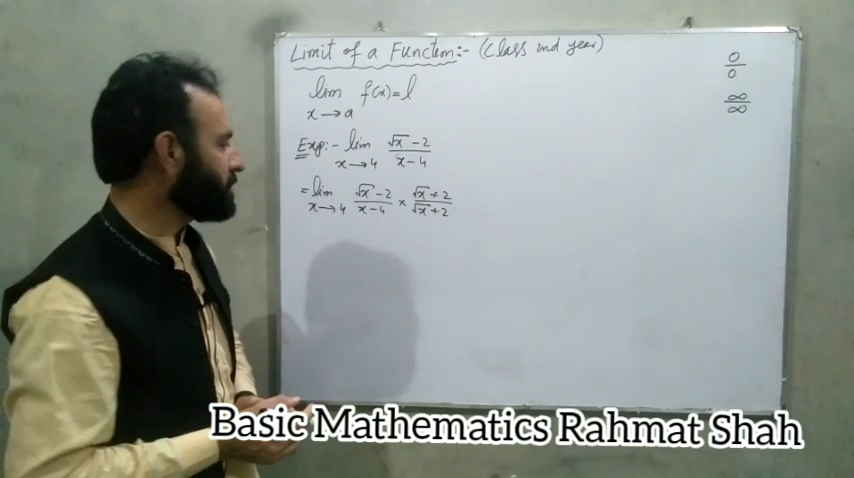 Limit of a Function:- (Class 2nd year)
0/0
lim x→a f(x)=l
∞/∞
Exp:- lim x→4 √x-2/x-4
= lim x→4 √x-2/x-4 × √x+2/√x+2
Basic Mathematics Rahmat Shah